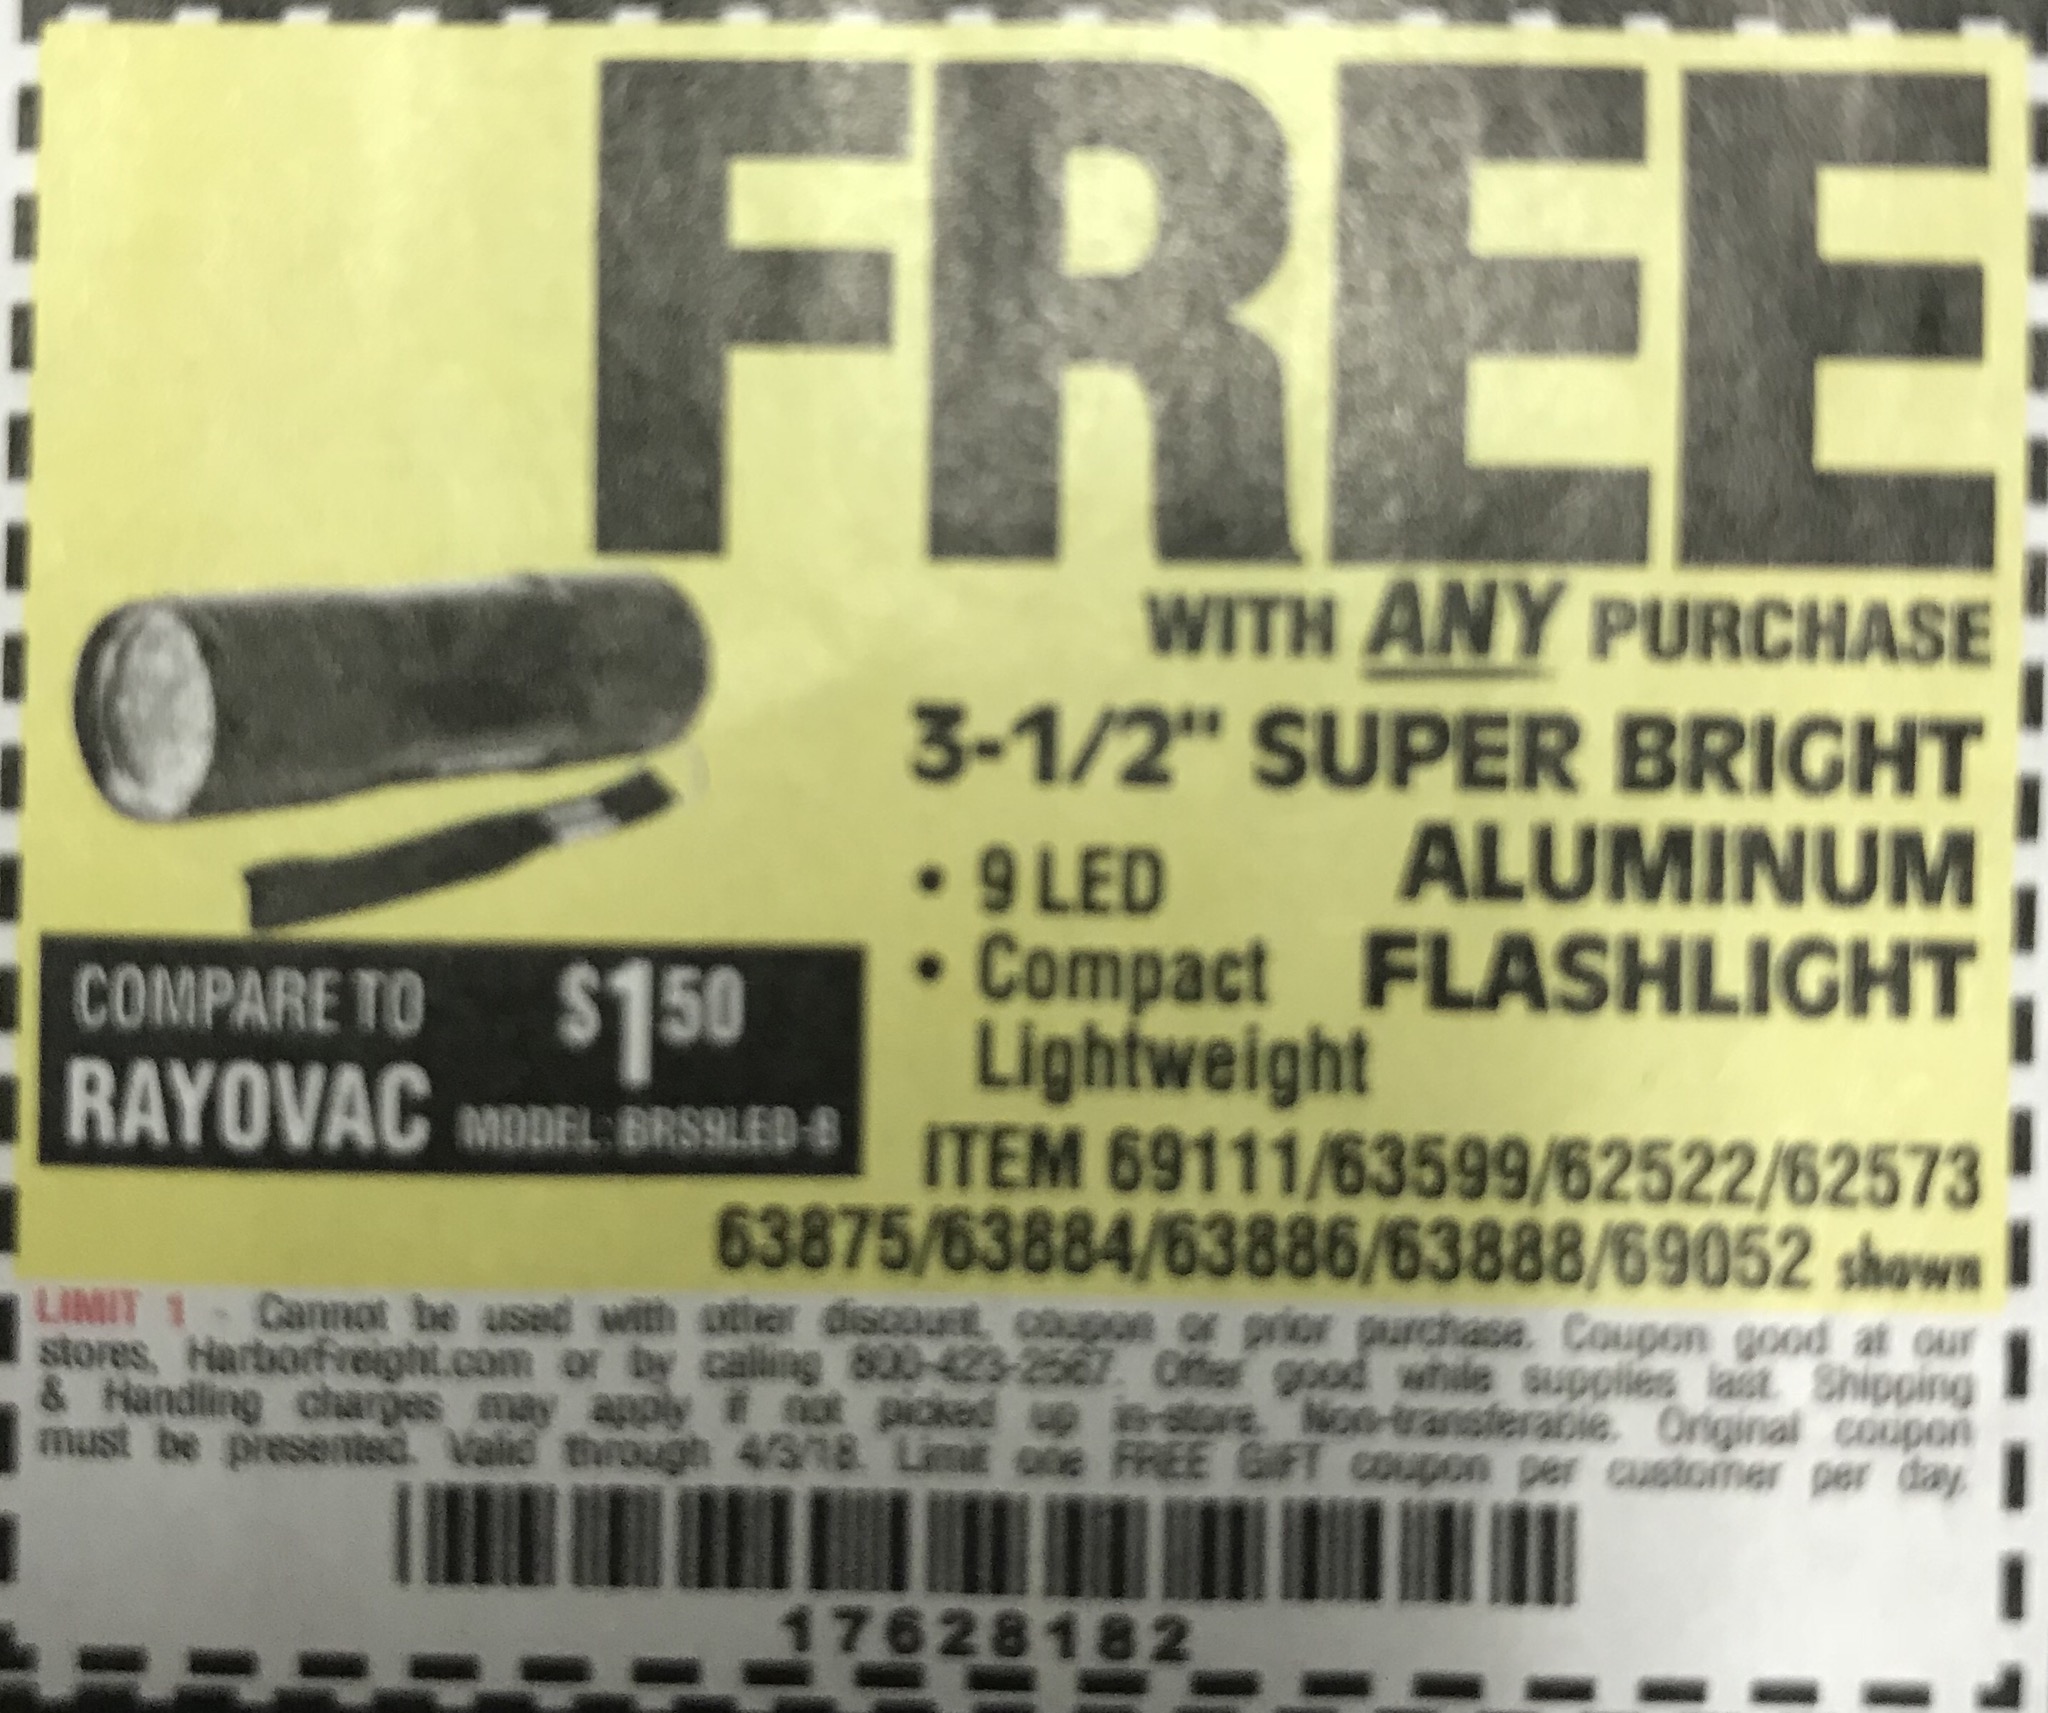 FREE
WITH ANY PURCHASE
3-1/2" SUPER BRIGHT
ALUMINUM
FLASHLIGHT
• 9 LED
• Compact
Lightweight
COMPARE TO
RAYOVAC
$1.50
MODEL: BRS9LED-B
ITEM 69111/63599/62522/62573
63875/63884/63886/63888/69052 shown
LIMIT 1 - Cannot be used with other discount, coupon or prior purchase. Coupon good at our
stores, HarborFreight.com or by calling 800-423-2567. Offer good while supplies last. Shipping
& Handling charges may apply if not picked up in-store. Non-transferable. Original coupon
must be presented. Valid through 4/3/18. Limit one FREE GIFT coupon per customer per day.
17628182